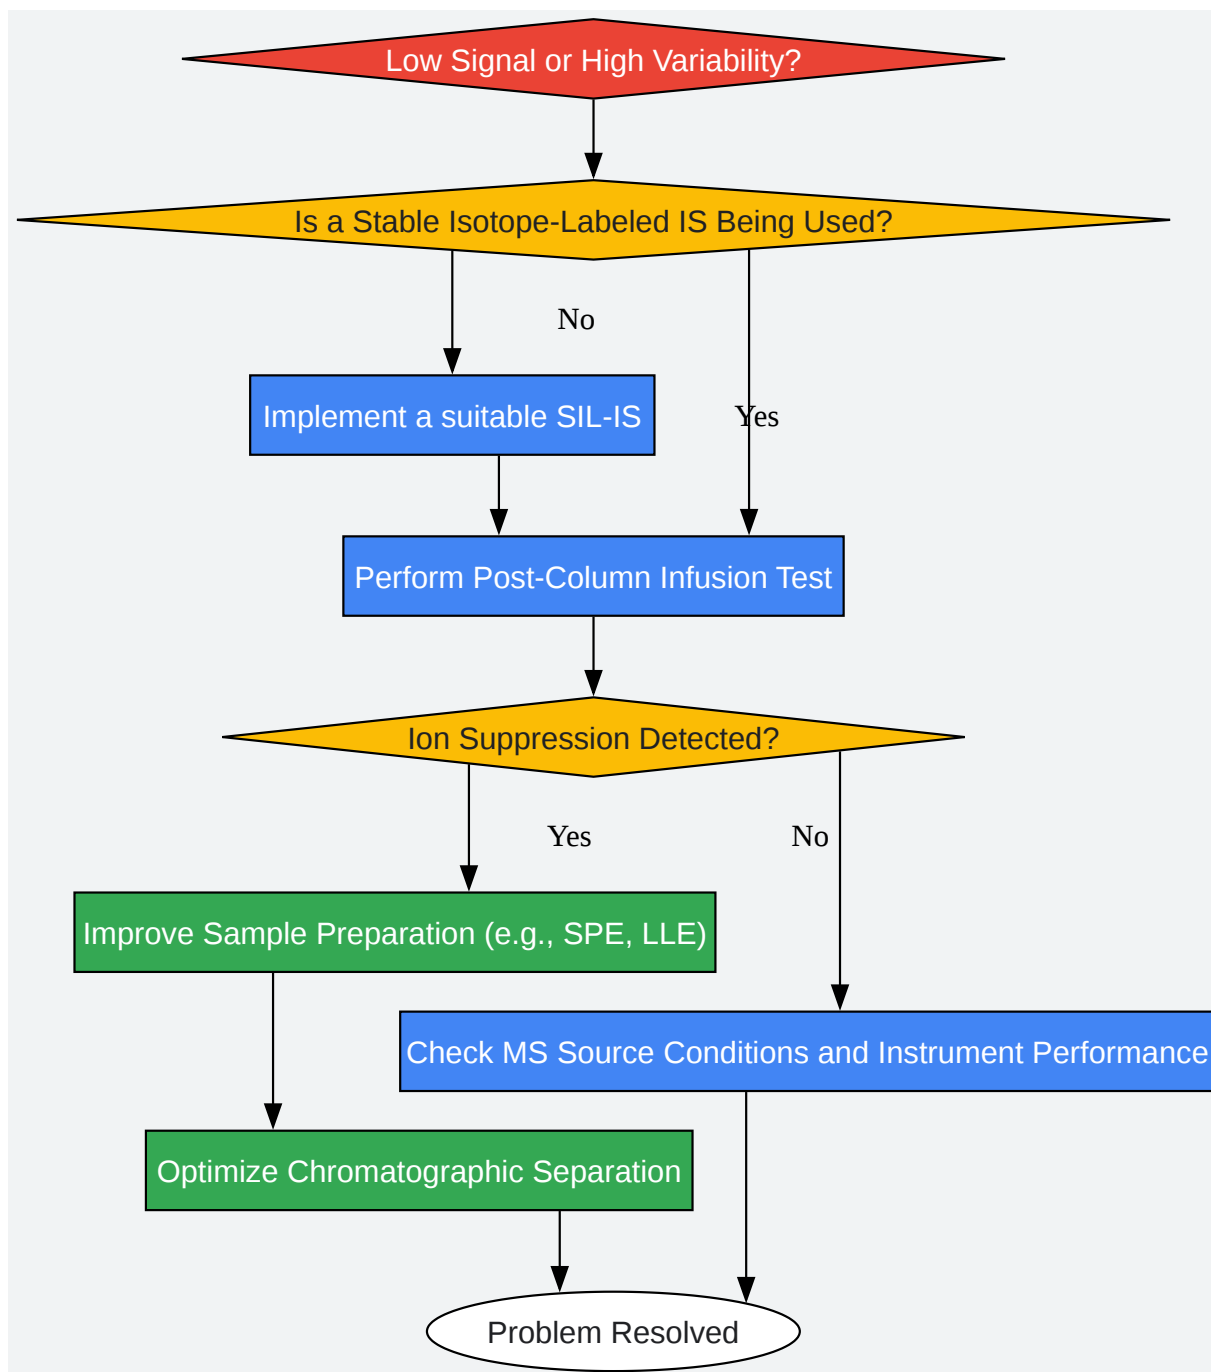 Low Signal or High Variability?
Is a Stable Isotope-Labeled IS Being Used?
No
Implement a suitable SIL-IS
Yes
Perform Post-Column Infusion Test
Ion Suppression Detected?
Yes
No
Improve Sample Preparation (e.g., SPE, LLE)
Check MS Source Conditions and Instrument Performance
Optimize Chromatographic Separation
Problem Resolved